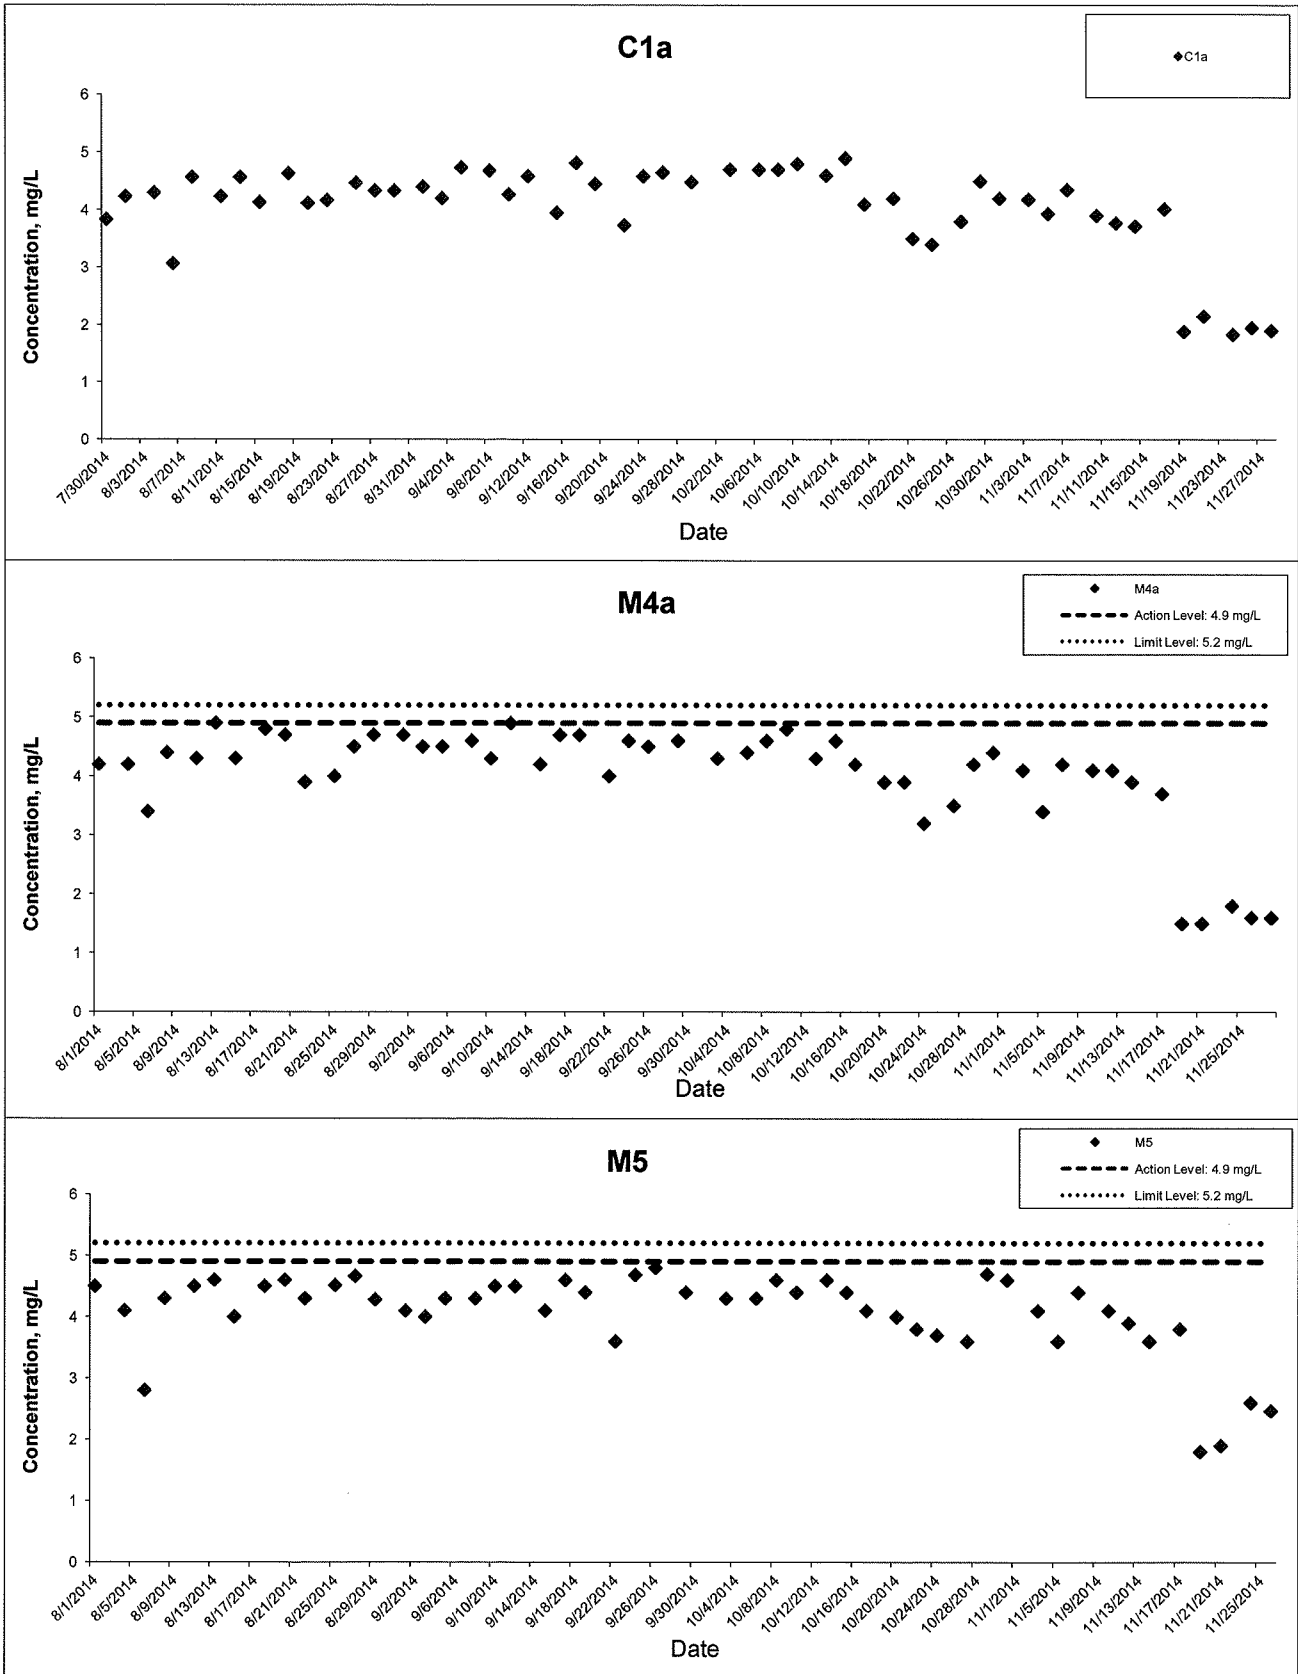 C1a
C1a
6
5
4
3
2
1
0
Concentration, mg/L
7/30/2014 8/3/2014 8/7/2014 8/11/2014 8/15/2014 8/19/2014 8/23/2014 8/27/2014 8/31/2014 9/4/2014 9/8/2014 9/12/2014 9/16/2014 9/20/2014 9/24/2014 9/28/2014 10/2/2014 10/6/2014 10/10/2014 10/14/2014 10/18/2014 10/22/2014 10/26/2014 10/30/2014 11/3/2014 11/7/2014 11/11/2014 11/15/2014 11/19/2014 11/23/2014 11/27/2014
Date
M4a
M4a
Action Level: 4.9 mg/L
Limit Level: 5.2 mg/L
6
5
4
3
2
1
0
Concentration, mg/L
8/1/2014 8/5/2014 8/9/2014 8/13/2014 8/17/2014 8/21/2014 8/25/2014 8/29/2014 9/2/2014 9/6/2014 9/10/2014 9/14/2014 9/18/2014 9/22/2014 9/26/2014 9/30/2014 10/4/2014 10/8/2014 10/12/2014 10/16/2014 10/20/2014 10/24/2014 10/28/2014 11/1/2014 11/5/2014 11/9/2014 11/13/2014 11/17/2014 11/21/2014 11/25/2014
Date
M5
M5
Action Level: 4.9 mg/L
Limit Level: 5.2 mg/L
6
5
4
3
2
1
0
Concentration, mg/L
8/1/2014 8/5/2014 8/9/2014 8/13/2014 8/17/2014 8/21/2014 8/25/2014 8/29/2014 9/2/2014 9/6/2014 9/10/2014 9/14/2014 9/18/2014 9/22/2014 9/26/2014 9/30/2014 10/4/2014 10/8/2014 10/12/2014 10/16/2014 10/20/2014 10/24/2014 10/28/2014 11/1/2014 11/5/2014 11/9/2014 11/13/2014 11/17/2014 11/21/2014 11/25/2014
Date